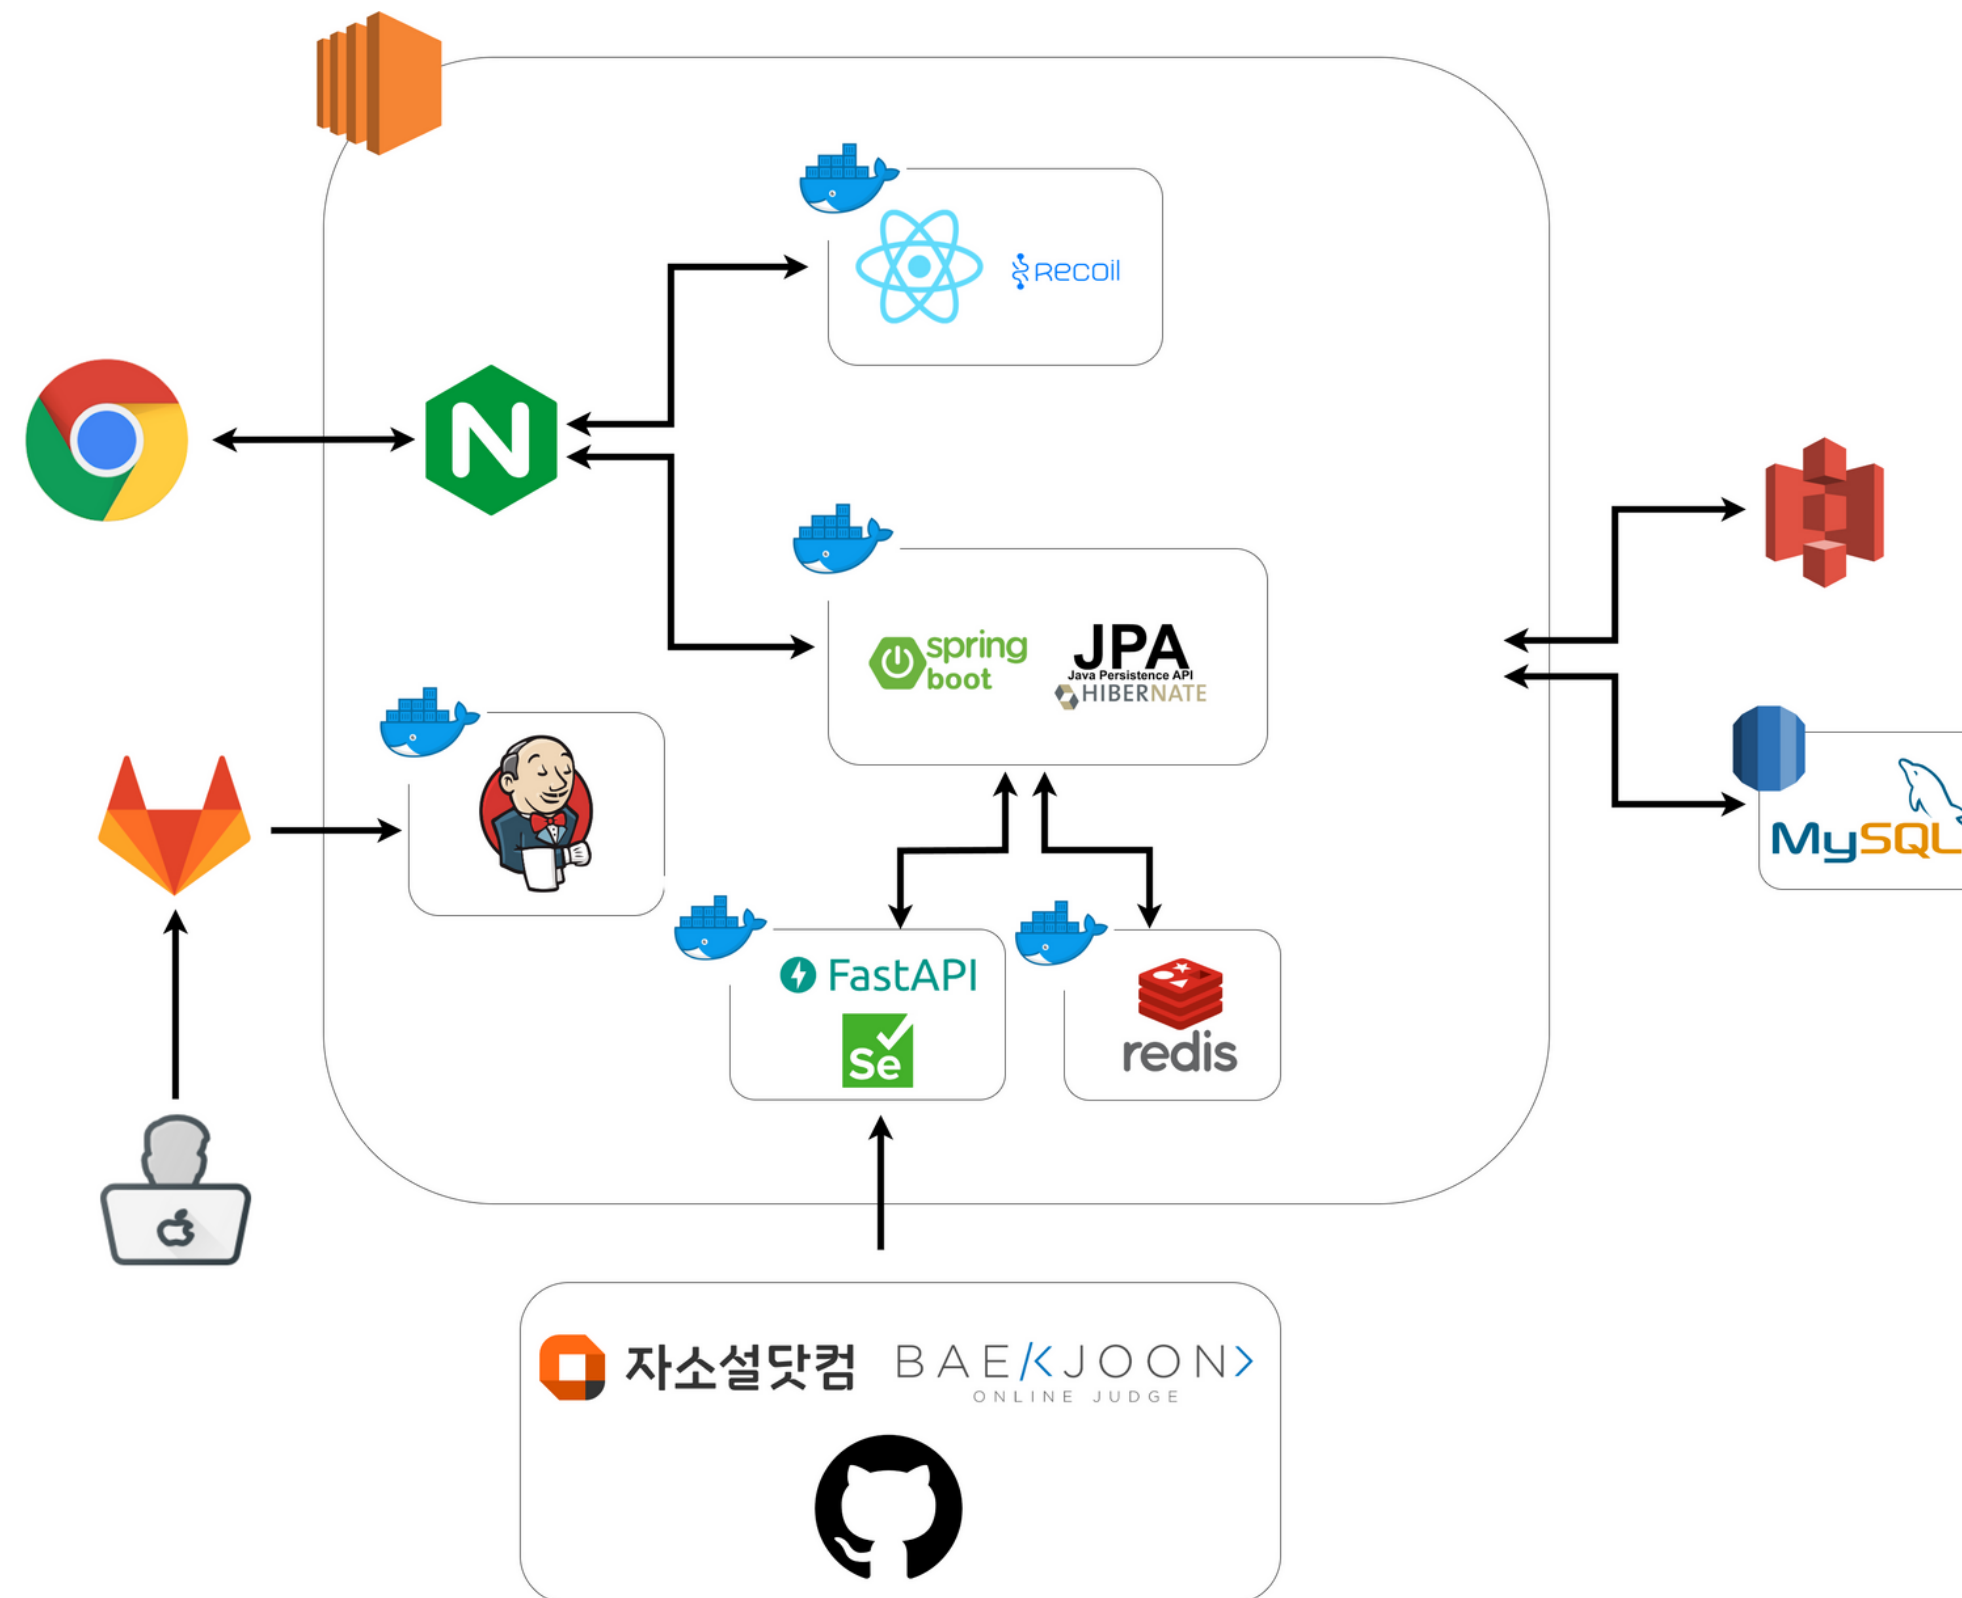 Recoil
spring
boot
JPA
Java Persistence API
HIBERNATE
MySQL
FastAPI
Se
redis
자소설닷컴
BAEKJOON>
ONLINE JUDGE